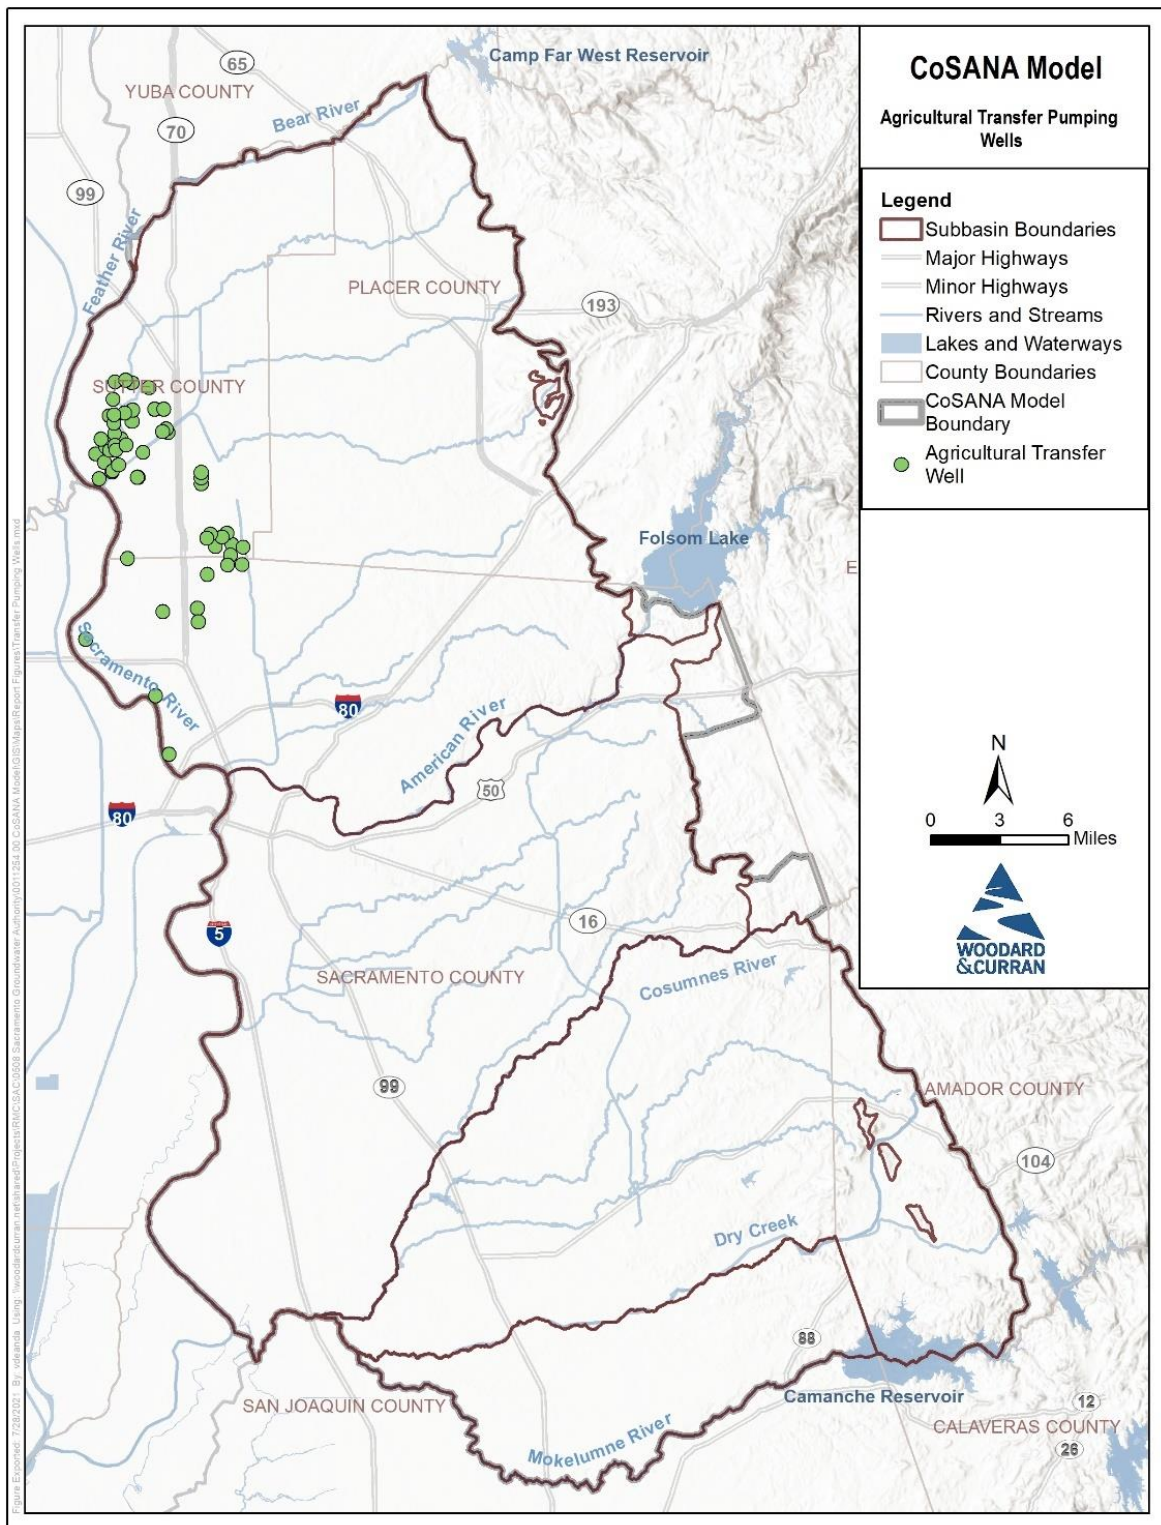 CoSANA Model
Agricultural Transfer Pumping
Wells
Legend
Subbasin Boundaries
Major Highways
Minor Highways
Rivers and Streams
Lakes and Waterways
County Boundaries
CoSANA Model
Boundary
Agricultural Transfer
Well
Camp Far West Reservoir
65
YUBA COUNTY
Bear River
70
99
Feather River
PLACER COUNTY
193
SUTTER COUNTY
Folsom Lake
E
Sacramento River
80
American River
50
80
N
0 3 6
Miles
WOODARD
&CURRAN
16
5
SACRAMENTO COUNTY
Cosumnes River
99
AMADOR COUNTY
104
Dry Creek
88
Camanche Reservoir
SAN JOAQUIN COUNTY
12
CALAVERAS COUNTY
Mokelumne River
26